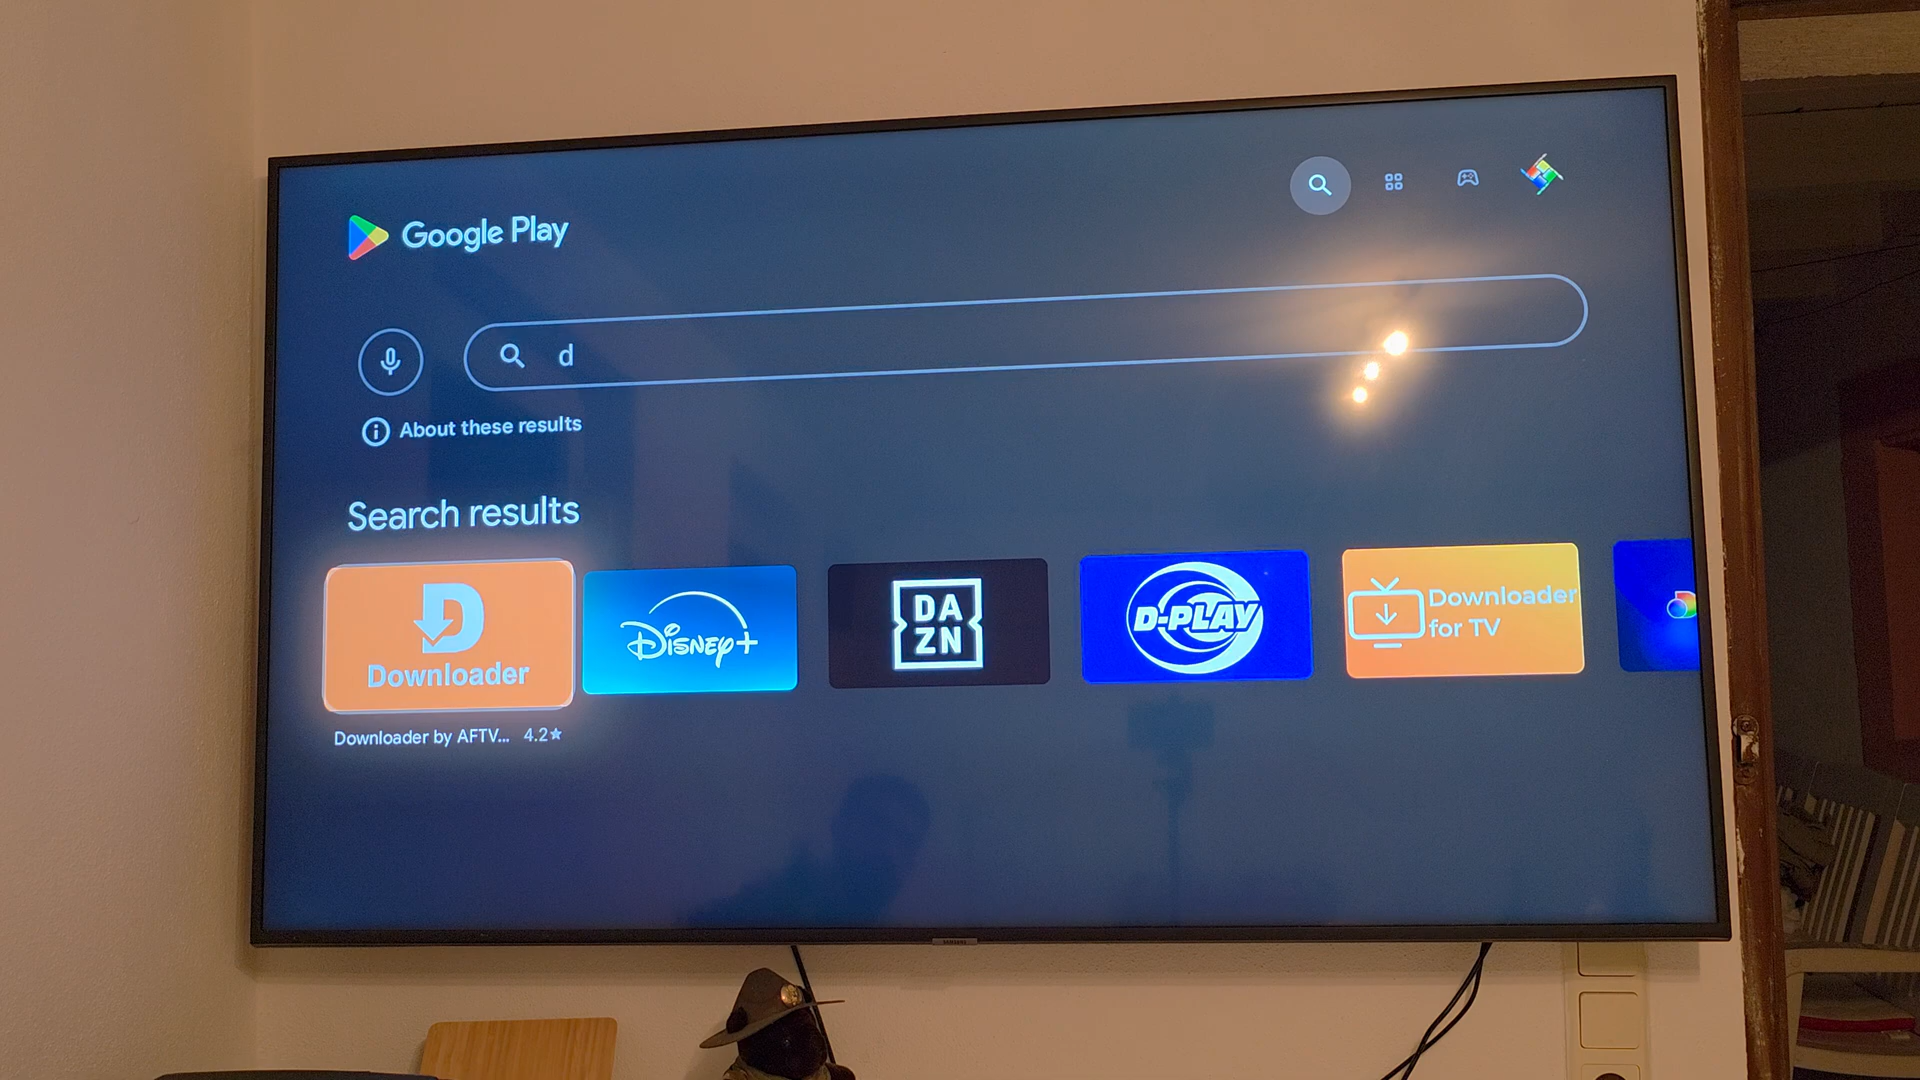 Google Play
d
About these results
Search results
Downloader
Disney+
DA
ZN
D-PLAY
Downloader
for TV
Downloader by AFTV... 4.2★